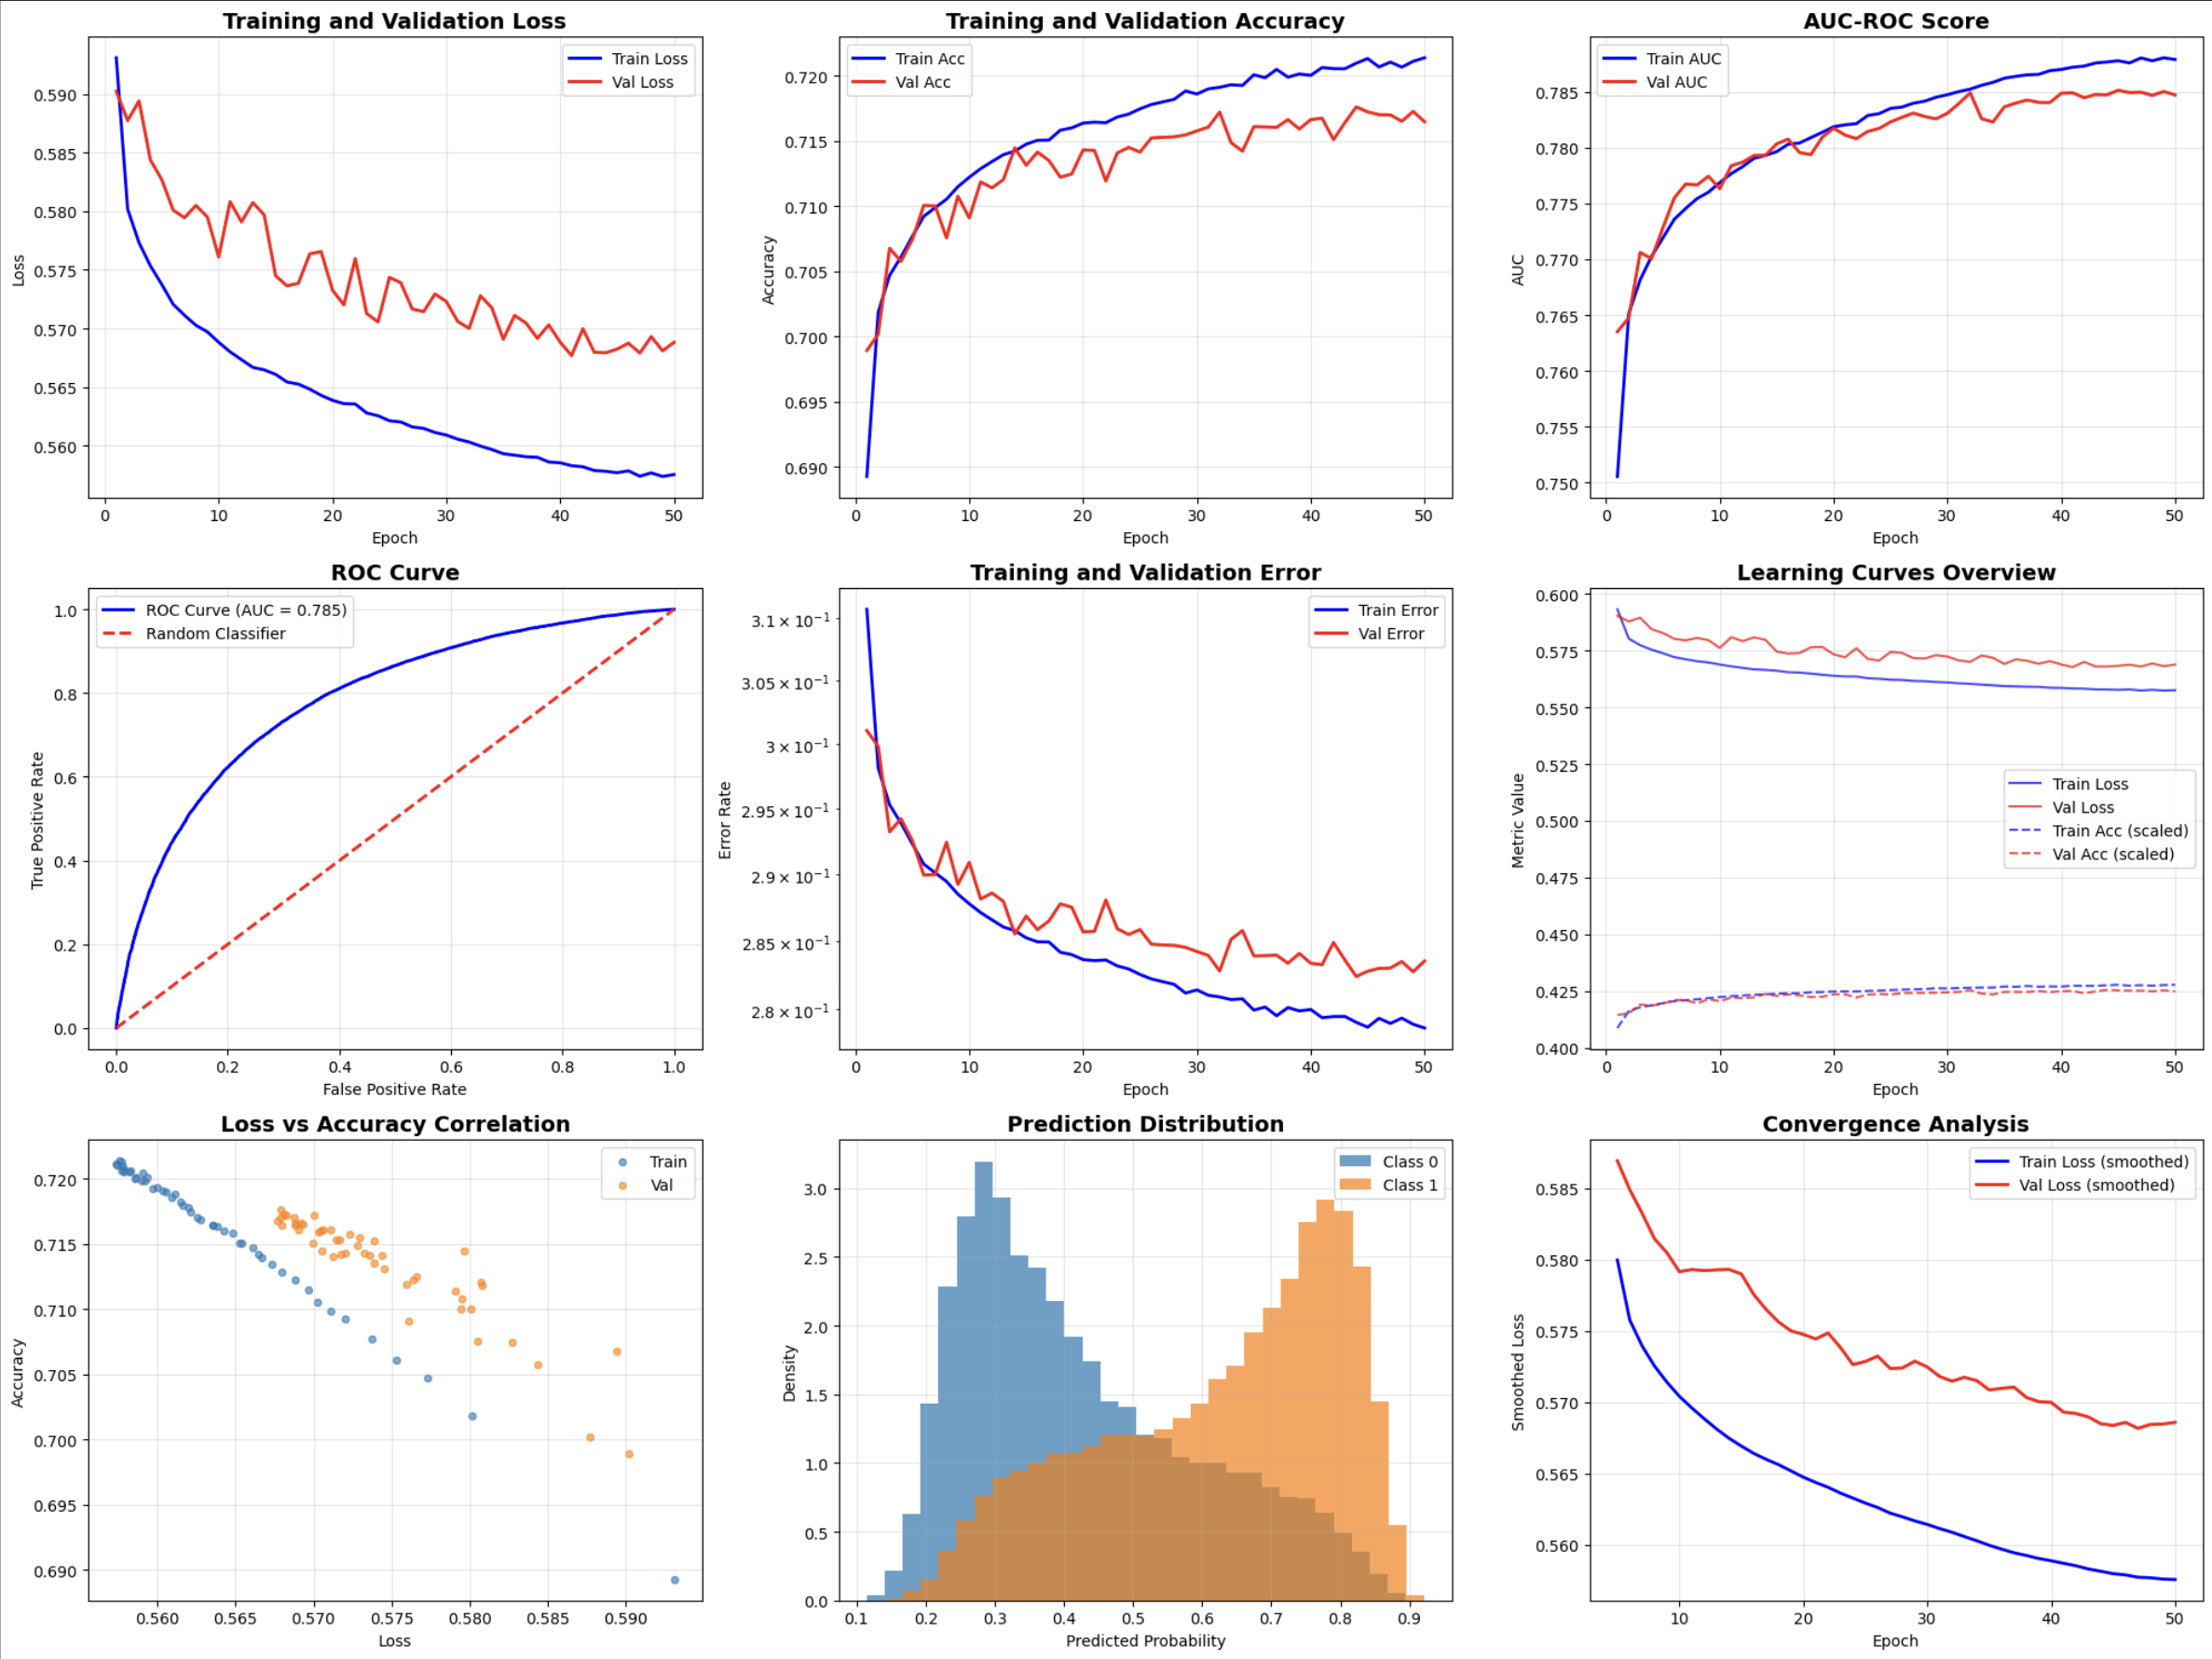 Training and Validation Loss
Train Loss
Val Loss
0.590
0.585
0.580
0.575
0.570
0.565
0.560
Loss
0
10
20
30
40
50
Epoch
Training and Validation Accuracy
Train Acc
Val Acc
0.720
0.715
0.710
0.705
0.700
0.695
0.690
Accuracy
0
10
20
30
40
50
Epoch
AUC-ROC Score
Train AUC
Val AUC
0.785
0.780
0.775
0.770
0.765
0.760
0.755
0.750
AUC
0
10
20
30
40
50
Epoch
ROC Curve
ROC Curve (AUC = 0.785)
Random Classifier
1.0
0.8
0.6
0.4
0.2
0.0
True Positive Rate
0.0
0.2
0.4
0.6
0.8
1.0
False Positive Rate
Training and Validation Error
Train Error
Val Error
3.1 × 10⁻¹
3.05 × 10⁻¹
3 × 10⁻¹
2.95 × 10⁻¹
2.9 × 10⁻¹
2.85 × 10⁻¹
2.8 × 10⁻¹
Error Rate
0
10
20
30
40
50
Epoch
Learning Curves Overview
0.600
0.575
0.550
0.525
0.500
0.475
0.450
0.425
0.400
Metric Value
Train Loss
Val Loss
Train Acc (scaled)
Val Acc (scaled)
0
10
20
30
40
50
Epoch
Loss vs Accuracy Correlation
Train
Val
0.720
0.715
0.710
0.705
0.700
0.695
0.690
Accuracy
0.560
0.565
0.570
0.575
0.580
0.585
0.590
Loss
Prediction Distribution
Class 0
Class 1
3.0
2.5
2.0
1.5
1.0
0.5
0.0
Density
0.1
0.2
0.3
0.4
0.5
0.6
0.7
0.8
0.9
Predicted Probability
Convergence Analysis
Train Loss (smoothed)
Val Loss (smoothed)
0.585
0.580
0.575
0.570
0.565
0.560
Smoothed Loss
10
20
30
40
50
Epoch